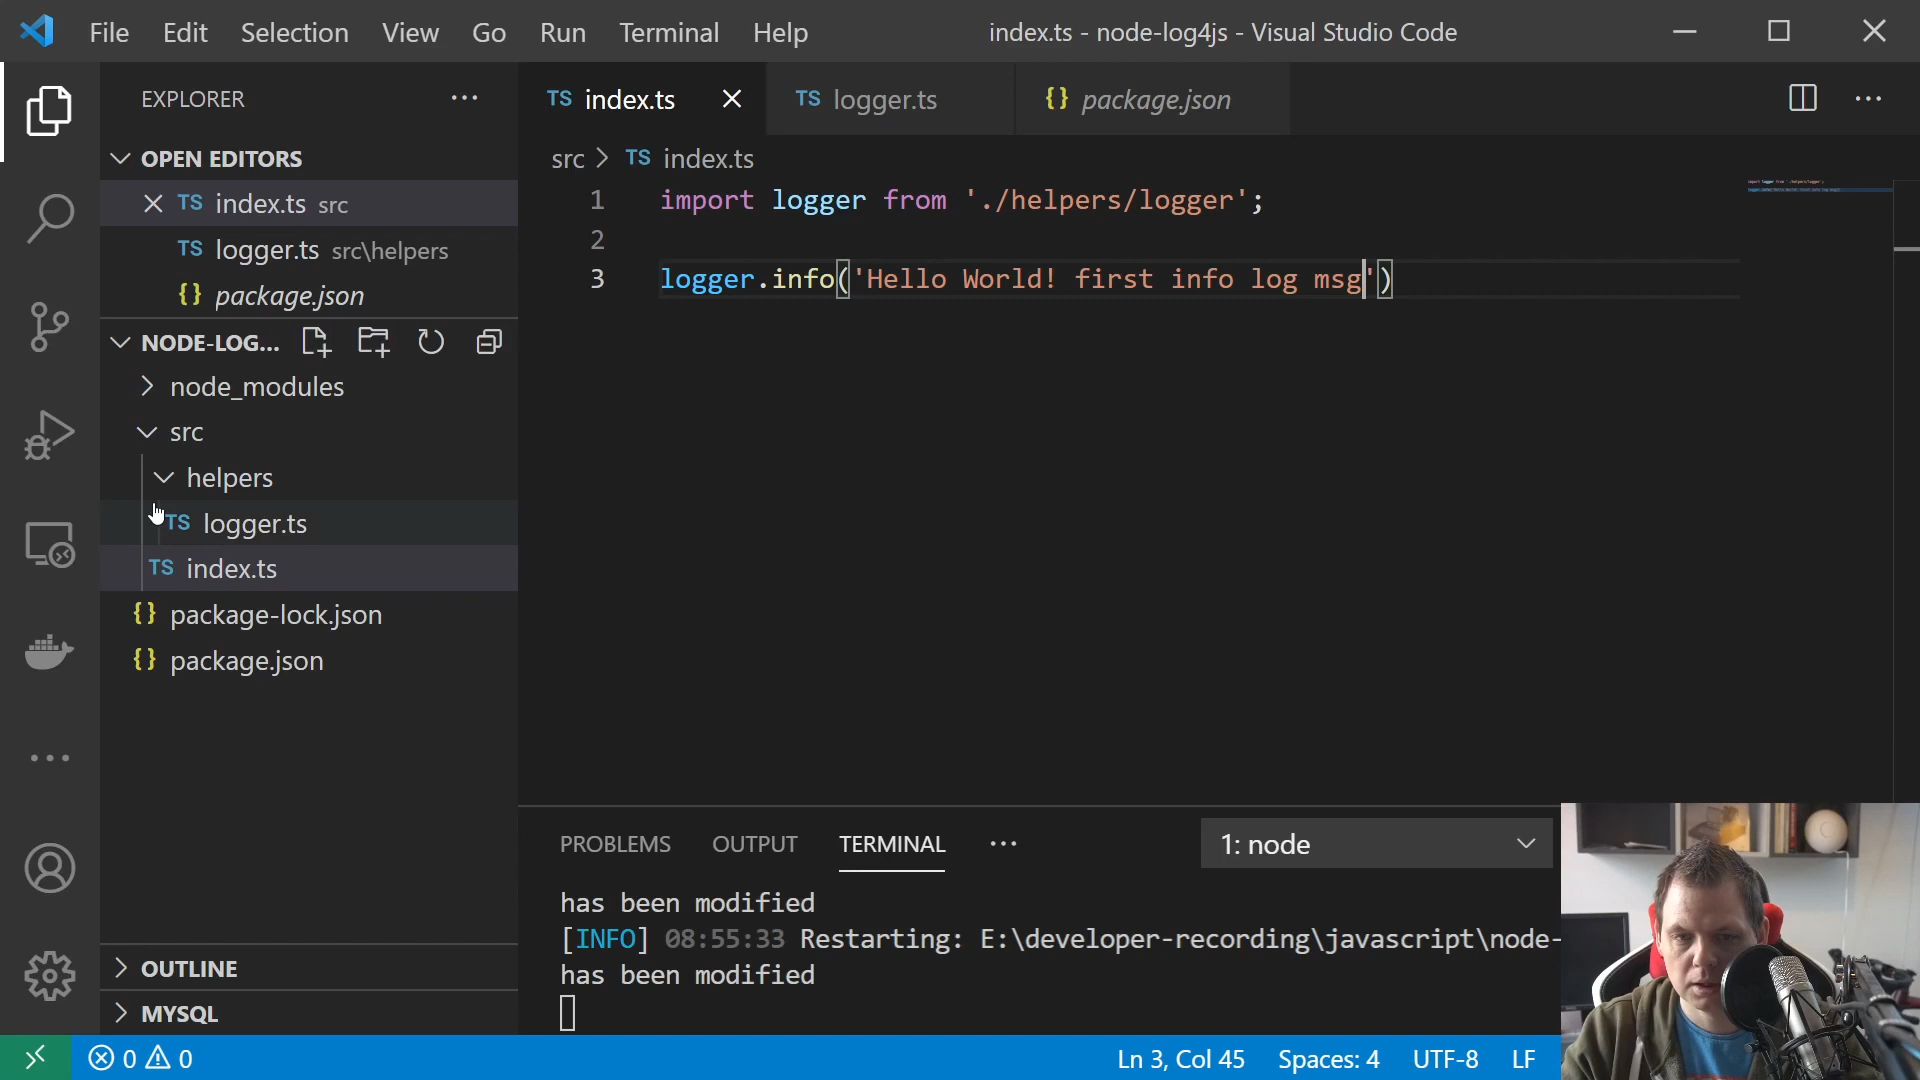 File Edit Selection View Go Run Terminal Help
index.ts - node-log4js - Visual Studio Code
EXPLORER
OPEN EDITORS
TS index.ts src
TS logger.ts src\helpers
{} package.json
NODE-LOG...
node_modules
src
helpers
TS logger.ts
TS index.ts
{} package-lock.json
{} package.json
OUTLINE
MYSQL
TS index.ts
TS logger.ts
{} package.json
src > TS index.ts
1 import logger from './helpers/logger';
2
3 logger.info('Hello World! first info log msg')
PROBLEMS OUTPUT TERMINAL ...
1: node
has been modified
[INFO] 08:55:33 Restarting: E:\developer-recording\javascript\node-
has been modified
0 0
Ln 3, Col 45 Spaces: 4 UTF-8 LF